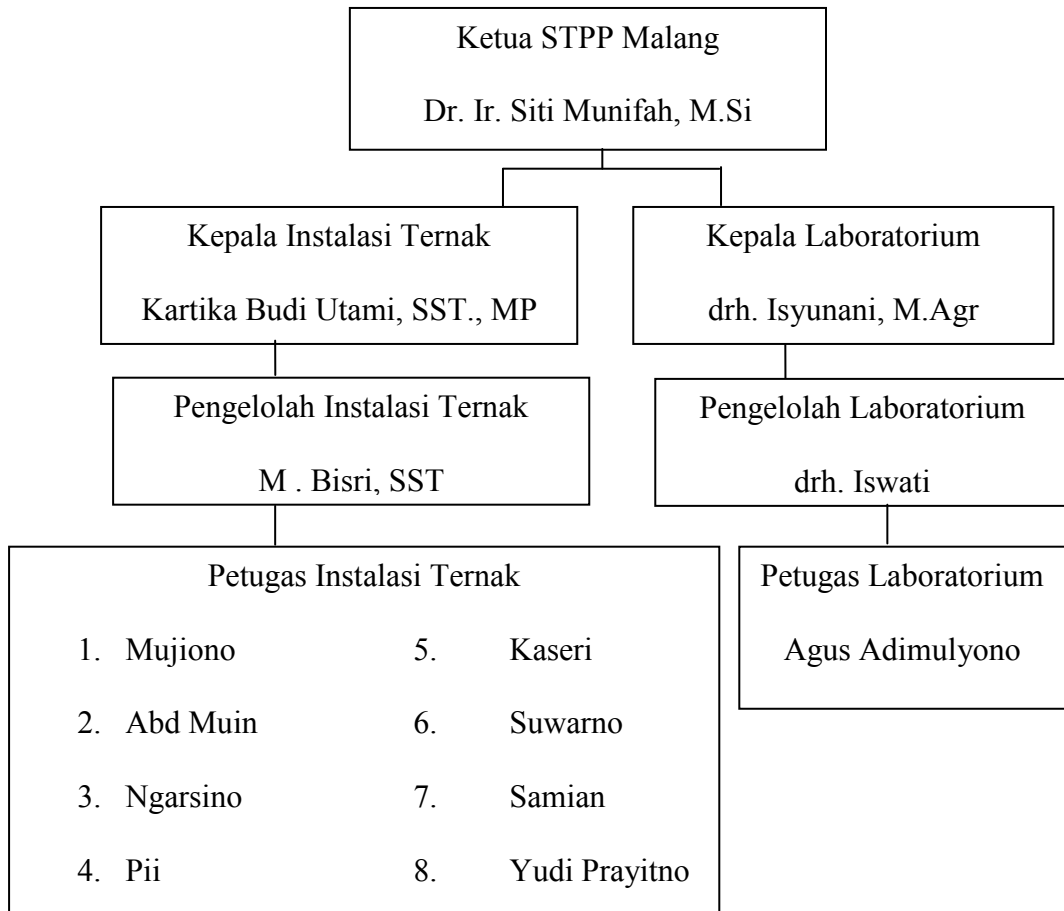 Ketua STPP Malang
Dr. Ir. Siti Munifah, M.Si
Kepala Instalasi Ternak
Kartika Budi Utami, SST., MP
Kepala Laboratorium
drh. Isyunani, M.Agr
Pengelolah Instalasi Ternak
M . Bisri, SST
Pengelolah Laboratorium
drh. Iswati
Petugas Instalasi Ternak
1. Mujiono
2. Abd Muin
3. Ngarsino
4. Pii
5. Kaseri
6. Suwarno
7. Samian
8. Yudi Prayitno
Petugas Laboratorium
Agus Adimulyono